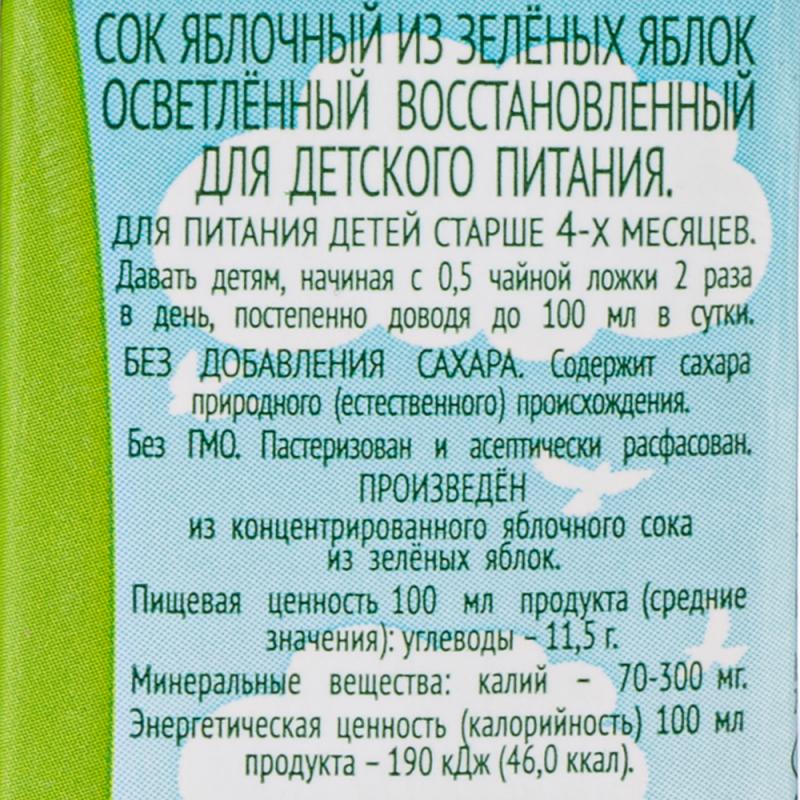 СОК ЯБЛОЧНЫЙ ИЗ ЗЕЛЁНЫХ ЯБЛОК
ОСВЕТЛЁННЫЙ ВОССТАНОВЛЕННЫЙ
ДЛЯ ДЕТСКОГО ПИТАНИЯ.
ДЛЯ ПИТАНИЯ ДЕТЕЙ СТАРШЕ 4-Х МЕСЯЦЕВ.
Давать детям, начиная с 0,5 чайной ложки 2 раза
в день, постепенно доводя до 100 мл в сутки.
БЕЗ ДОБАВЛЕНИЯ САХАРА. Содержит сахара
природного (естественного) происхождения.
Без ГМО. Пастеризован и асептически расфасован.
ПРОИЗВЕДЁН
из концентрированного яблочного сока
из зелёных яблок.
Пищевая ценность 100 мл продукта (средние
значения): углеводы – 11,5 г.
Минеральные вещества: калий – 70-300 мг.
Энергетическая ценность (калорийность) 100 мл
продукта – 190 кДж (46,0 ккал).